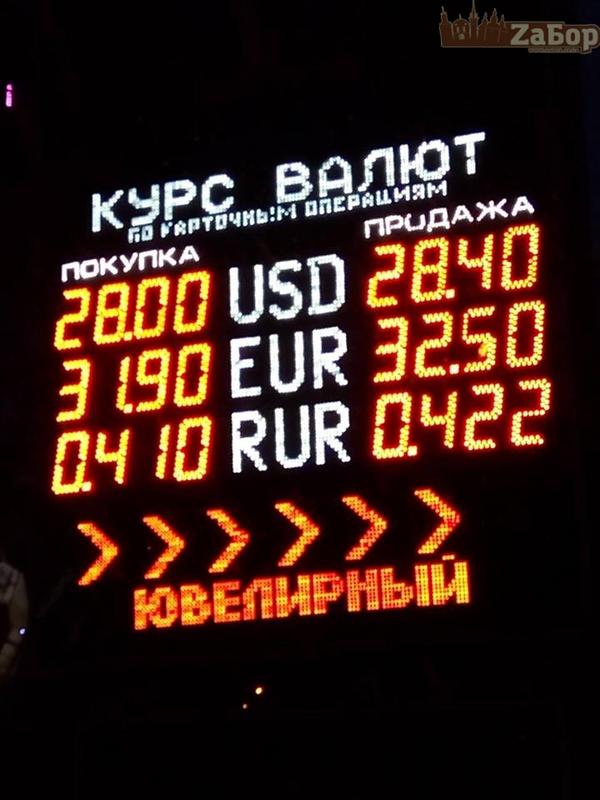 ZаБор
КУРС ВАЛЮТ
ПО КАРТОЧНЫМ ОПЕРАЦИЯМ
ПОКУПКА ПРОДАЖА
28.00 USD 28.40
31.90 EUR 32.50
0.410 RUR 0.422
> > > > > >
ЮВЕЛИРНЫЙ